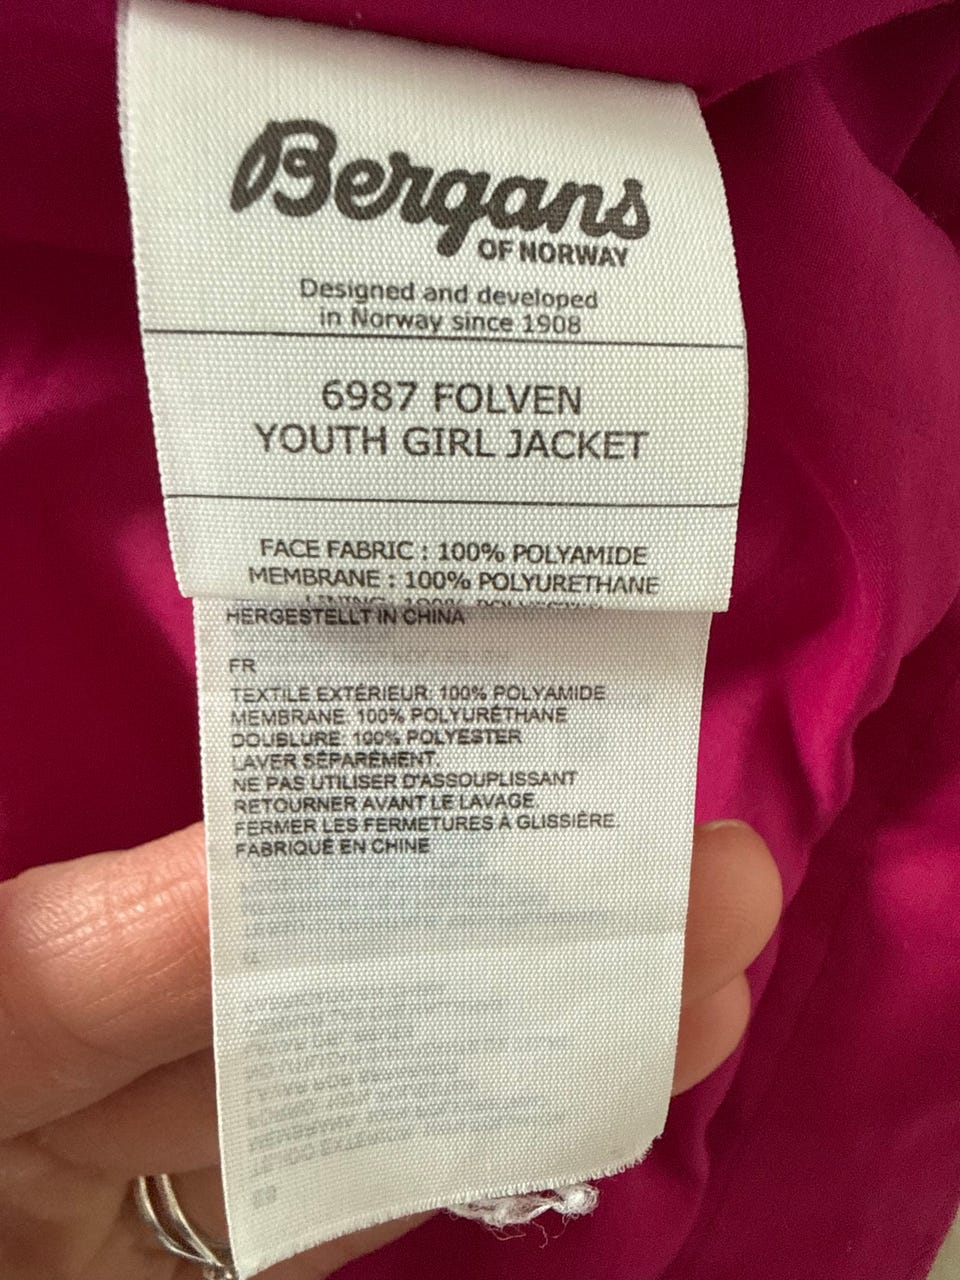 Bergans
OF NORWAY
Designed and developed
in Norway since 1908
6987 FOLVEN
YOUTH GIRL JACKET
FACE FABRIC : 100% POLYAMIDE
MEMBRANE : 100% POLYURETHANE
HERGESTELLT IN CHINA
FR
TEXTILE EXTÉRIEUR: 100% POLYAMIDE
MEMBRANE: 100% POLYURÉTHANE
DOUBLURE: 100% POLYESTER
LAVER SÉPARÉMENT.
NE PAS UTILISER D'ASSOUPLISSANT
RETOURNER AVANT LE LAVAGE.
FERMER LES FERMETURES À GLISSIÈRE.
FABRIQUÉ EN CHINE